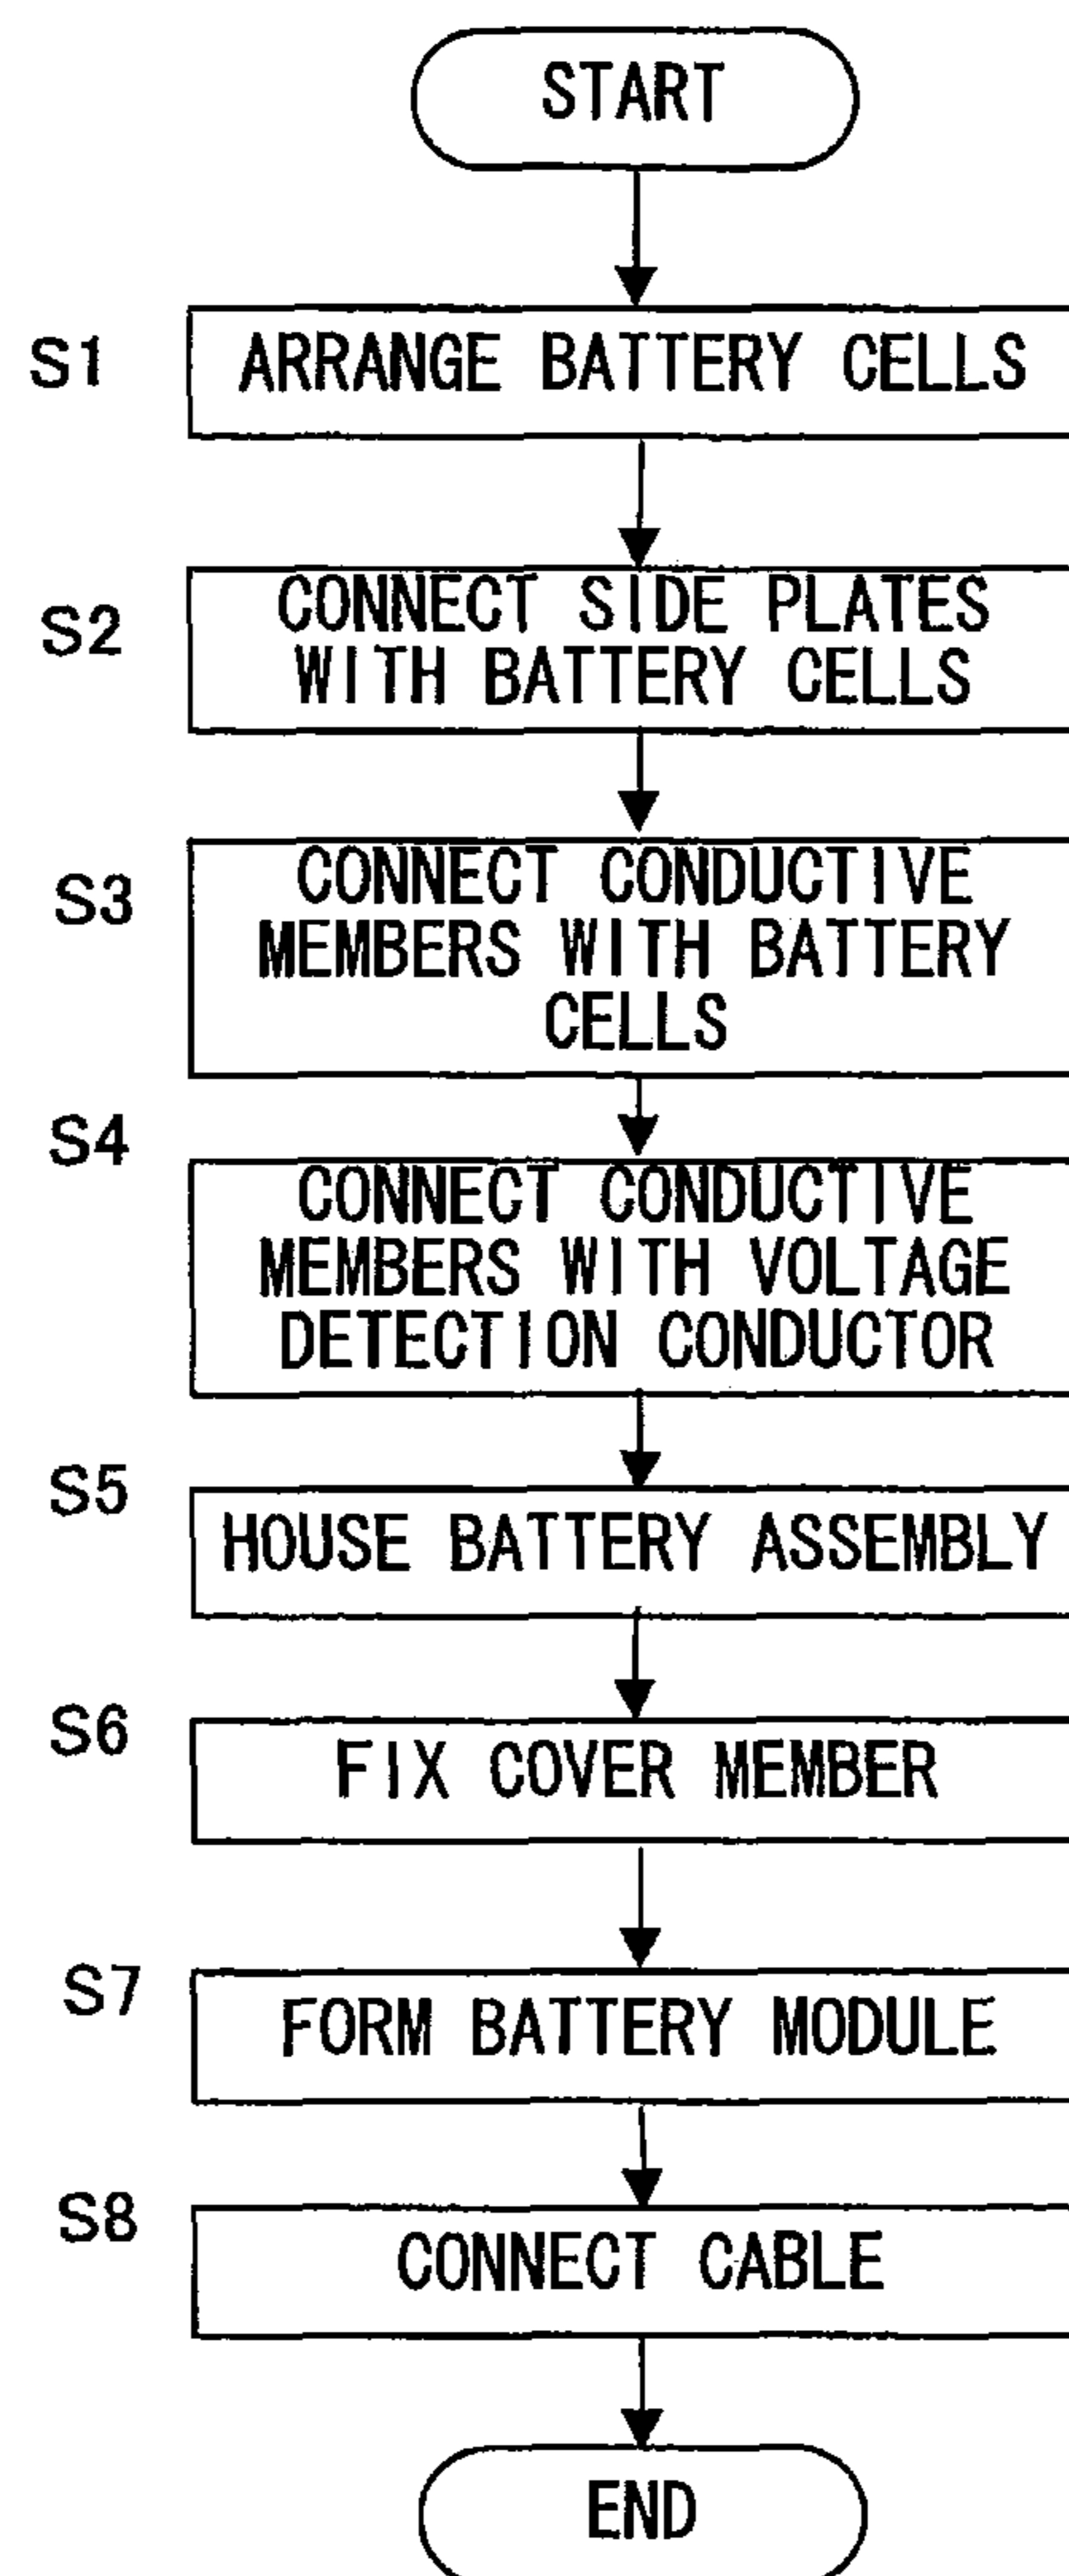 START
S1
ARRANGE BATTERY CELLS
S2
CONNECT SIDE PLATES
WITH BATTERY CELLS
S3
CONNECT CONDUCTIVE
MEMBERS WITH BATTERY
CELLS
S4
CONNECT CONDUCTIVE
MEMBERS WITH VOLTAGE
DETECTION CONDUCTOR
S5
HOUSE BATTERY ASSEMBLY
S6
FIX COVER MEMBER
S7
FORM BATTERY MODULE
S8
CONNECT CABLE
END